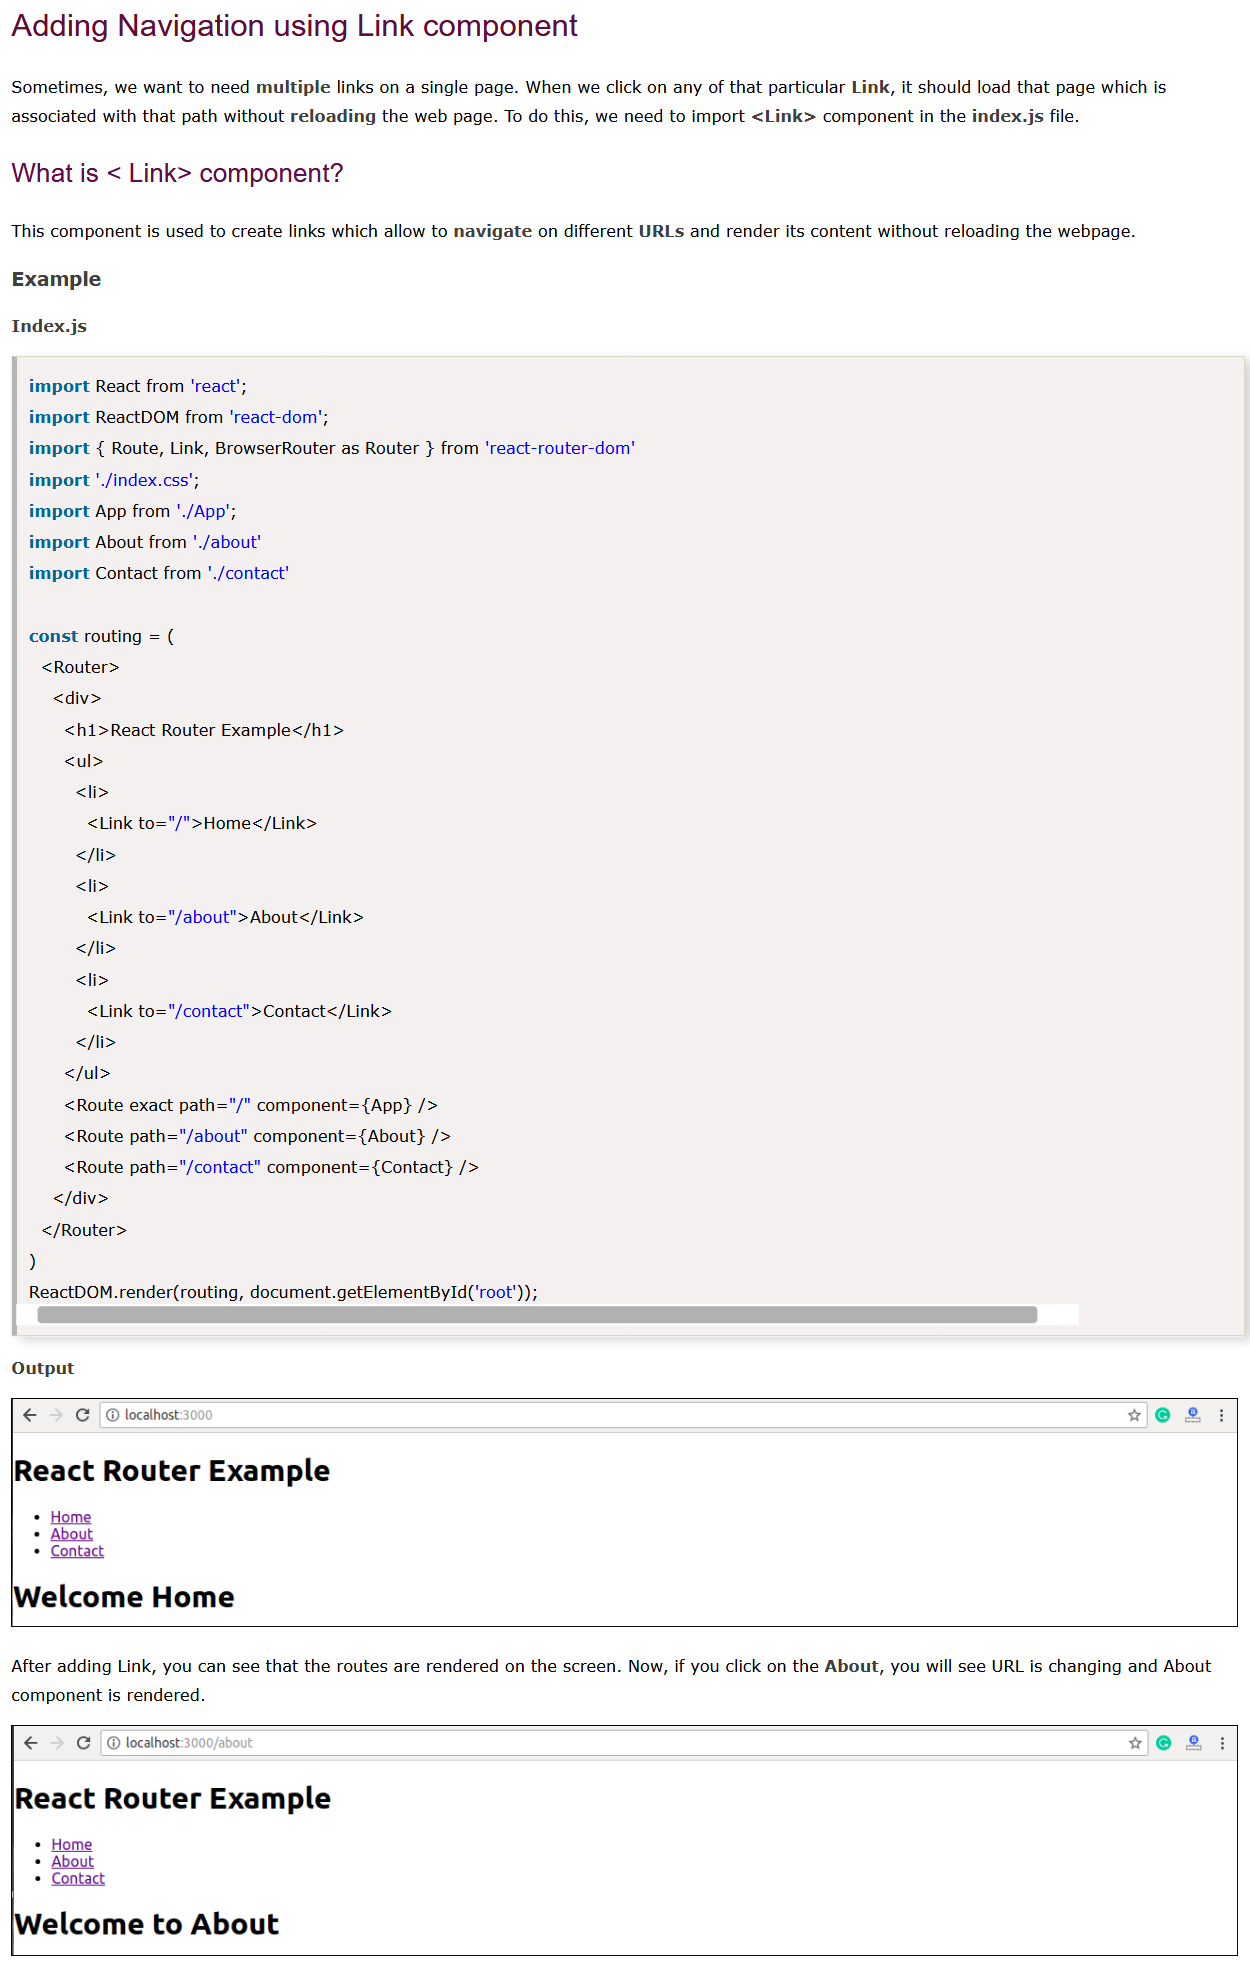 Adding Navigation using Link component
Sometimes, we want to need multiple links on a single page. When we click on any of that particular Link, it should load that page which is
associated with that path without reloading the web page. To do this, we need to import <Link> component in the index.js file.
What is < Link> component?
This component is used to create links which allow to navigate on different URLs and render its content without reloading the webpage.
Example
Index.js
import React from 'react';
import ReactDOM from 'react-dom';
import { Route, Link, BrowserRouter as Router } from 'react-router-dom'
import './index.css';
import App from './App';
import About from './about'
import Contact from './contact'
const routing = (
<Router>
<div>
<h1>React Router Example</h1>
<ul>
<li>
<Link to="/">Home</Link>
</li>
<li>
<Link to="/about">About</Link>
</li>
<li>
<Link to="/contact">Contact</Link>
</li>
</ul>
<Route exact path="/" component={App} />
<Route path="/about" component={About} />
<Route path="/contact" component={Contact} />
</div>
</Router>
)
ReactDOM.render(routing, document.getElementById('root'));
Output
localhost:3000
React Router Example
• Home
• About
• Contact
Welcome Home
After adding Link, you can see that the routes are rendered on the screen. Now, if you click on the About, you will see URL is changing and About
component is rendered.
localhost:3000/about
React Router Example
• Home
• About
• Contact
Welcome to About